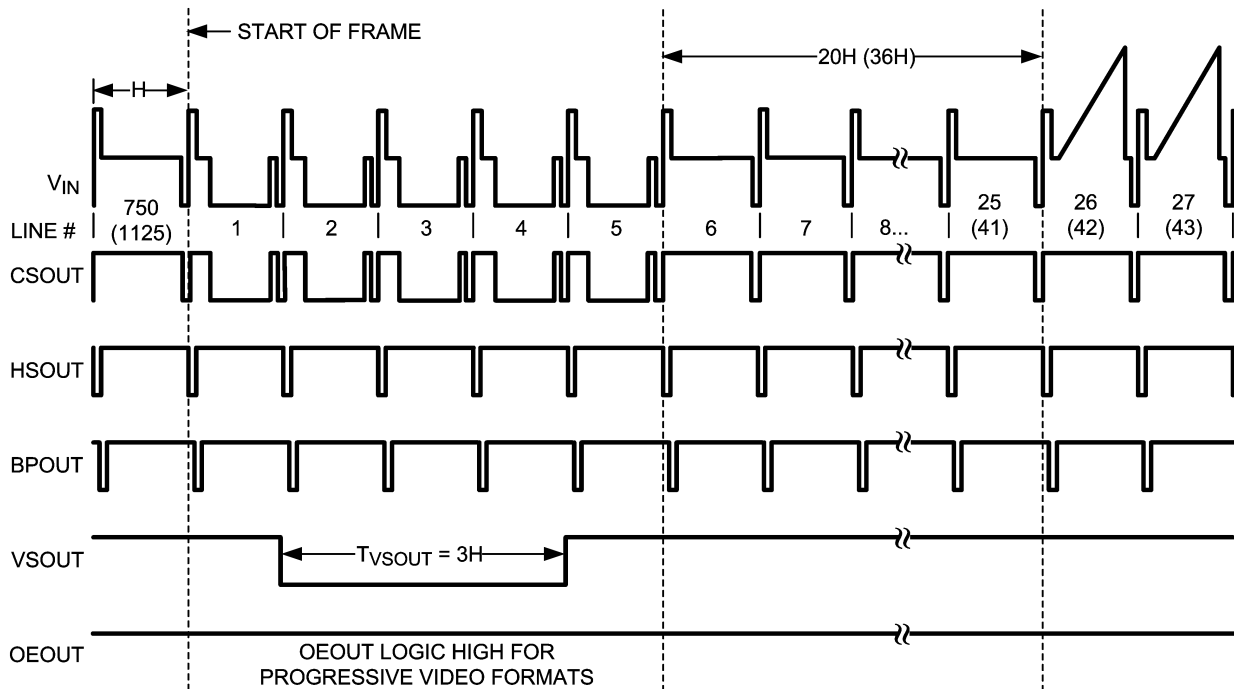 START OF FRAME
20H (36H)
H
VIN
LINE #
750
(1125)
1
2
3
4
5
6
7
8...
25
(41)
26
(42)
27
(43)
CSOUT
HSOUT
BPOUT
VSOUT
TVSOUT = 3H
OEOUT
OEOUT LOGIC HIGH FOR
PROGRESSIVE VIDEO FORMATS